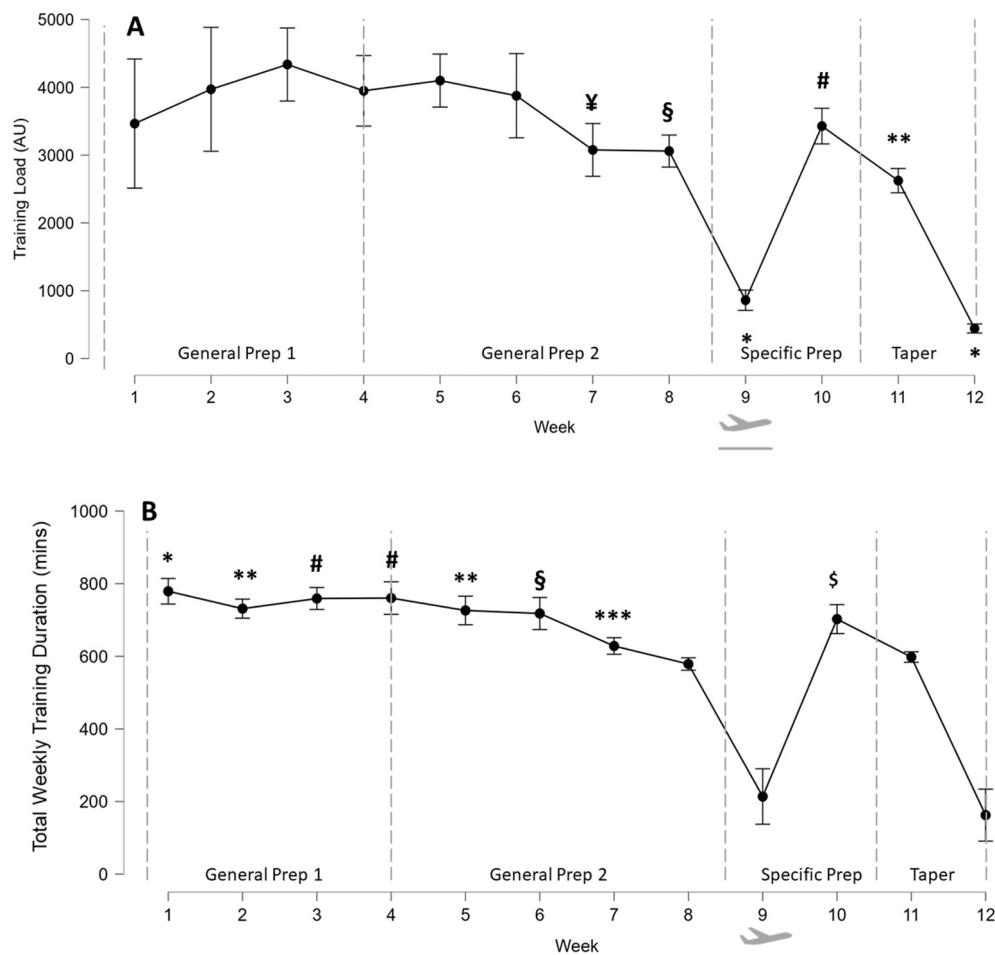 A
5000
4000
3000
2000
1000
0
Training Load (AU)
¥
§
#
**
*
*
General Prep 1
General Prep 2
Specific Prep
Taper
1 2 3 4 5 6 7 8 9 10 11 12
Week
B
1000
800
600
400
200
0
Total Weekly Training Duration (mins)
*
**
#
#
**
§
***
$
General Prep 1
General Prep 2
Specific Prep
Taper
1 2 3 4 5 6 7 8 9 10 11 12
Week